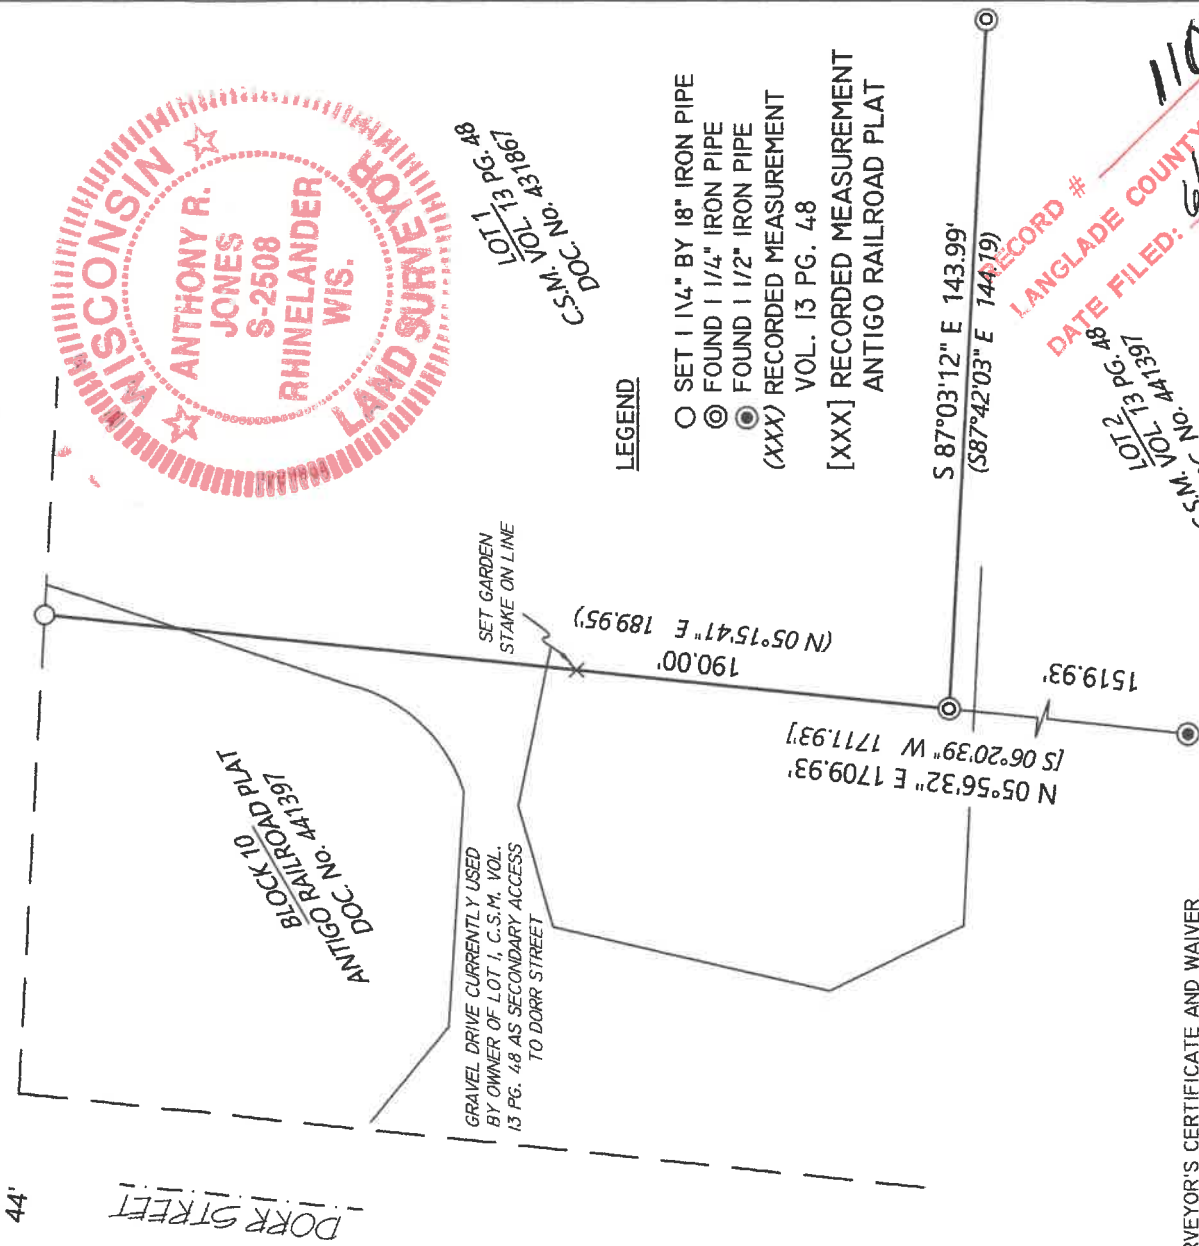 44'
DORR STREET
WISCONSIN
ANTHONY R.
JONES
S-2508
RHINELANDER
WIS.
LAND SURVEYOR
LOT 1
C.S.M. VOL 13 PG. 48
DOC. No. 431867
BLOCK 10
ANTIGO RAILROAD PLAT
DOC. No. 441397
SET GARDEN
STAKE ON LINE
190.00'
(N 05°15'41" E 189.95')
GRAVEL DRIVE CURRENTLY USED
BY OWNER OF LOT 1, C.S.M. VOL.
13 PG. 48 AS SECONDARY ACCESS
TO DORR STREET
LEGEND
SET 1 1\4" BY 18" IRON PIPE
FOUND 1 1/4" IRON PIPE
FOUND 1 1/2" IRON PIPE
(XXX) RECORDED MEASUREMENT
VOL. 13 PG. 48
[XXX] RECORDED MEASUREMENT
ANTIGO RAILROAD PLAT
S 87°03'12" E 143.99'
(S87°42'03" E 144.19)
N 05°56'32" E 1709.93'
[S 06°20'39" W 1711.93']
1519.93'
LOT 2
C.S.M. VOL 13 PG. 48
No. 441397
RECORD #
LANGLADE COUNTY
DATE FILED:
RVEYOR'S CERTIFICATE AND WAIVER